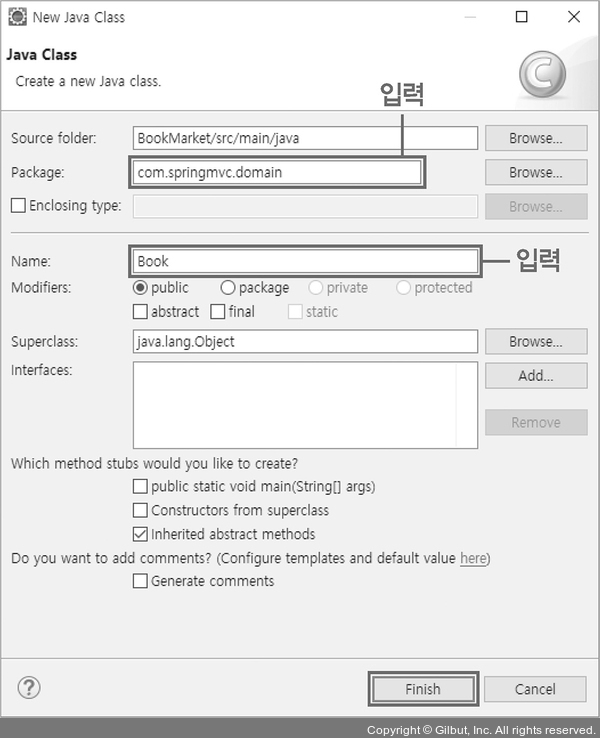 New Java Class
Java Class
Create a new Java class.
입력
Source folder: BookMarket/src/main/java Browse...
Package: com.springmvc.domain Browse...
Enclosing type: Browse...
Name: Book 입력
Modifiers: public package private protected
abstract final static
Superclass: java.lang.Object Browse...
Interfaces: Add...
Remove
Which method stubs would you like to create?
public static void main(String[] args)
Constructors from superclass
Inherited abstract methods
Do you want to add comments? (Configure templates and default value here)
Generate comments
Finish Cancel
Copyright © Gilbut, Inc. All rights reserved.